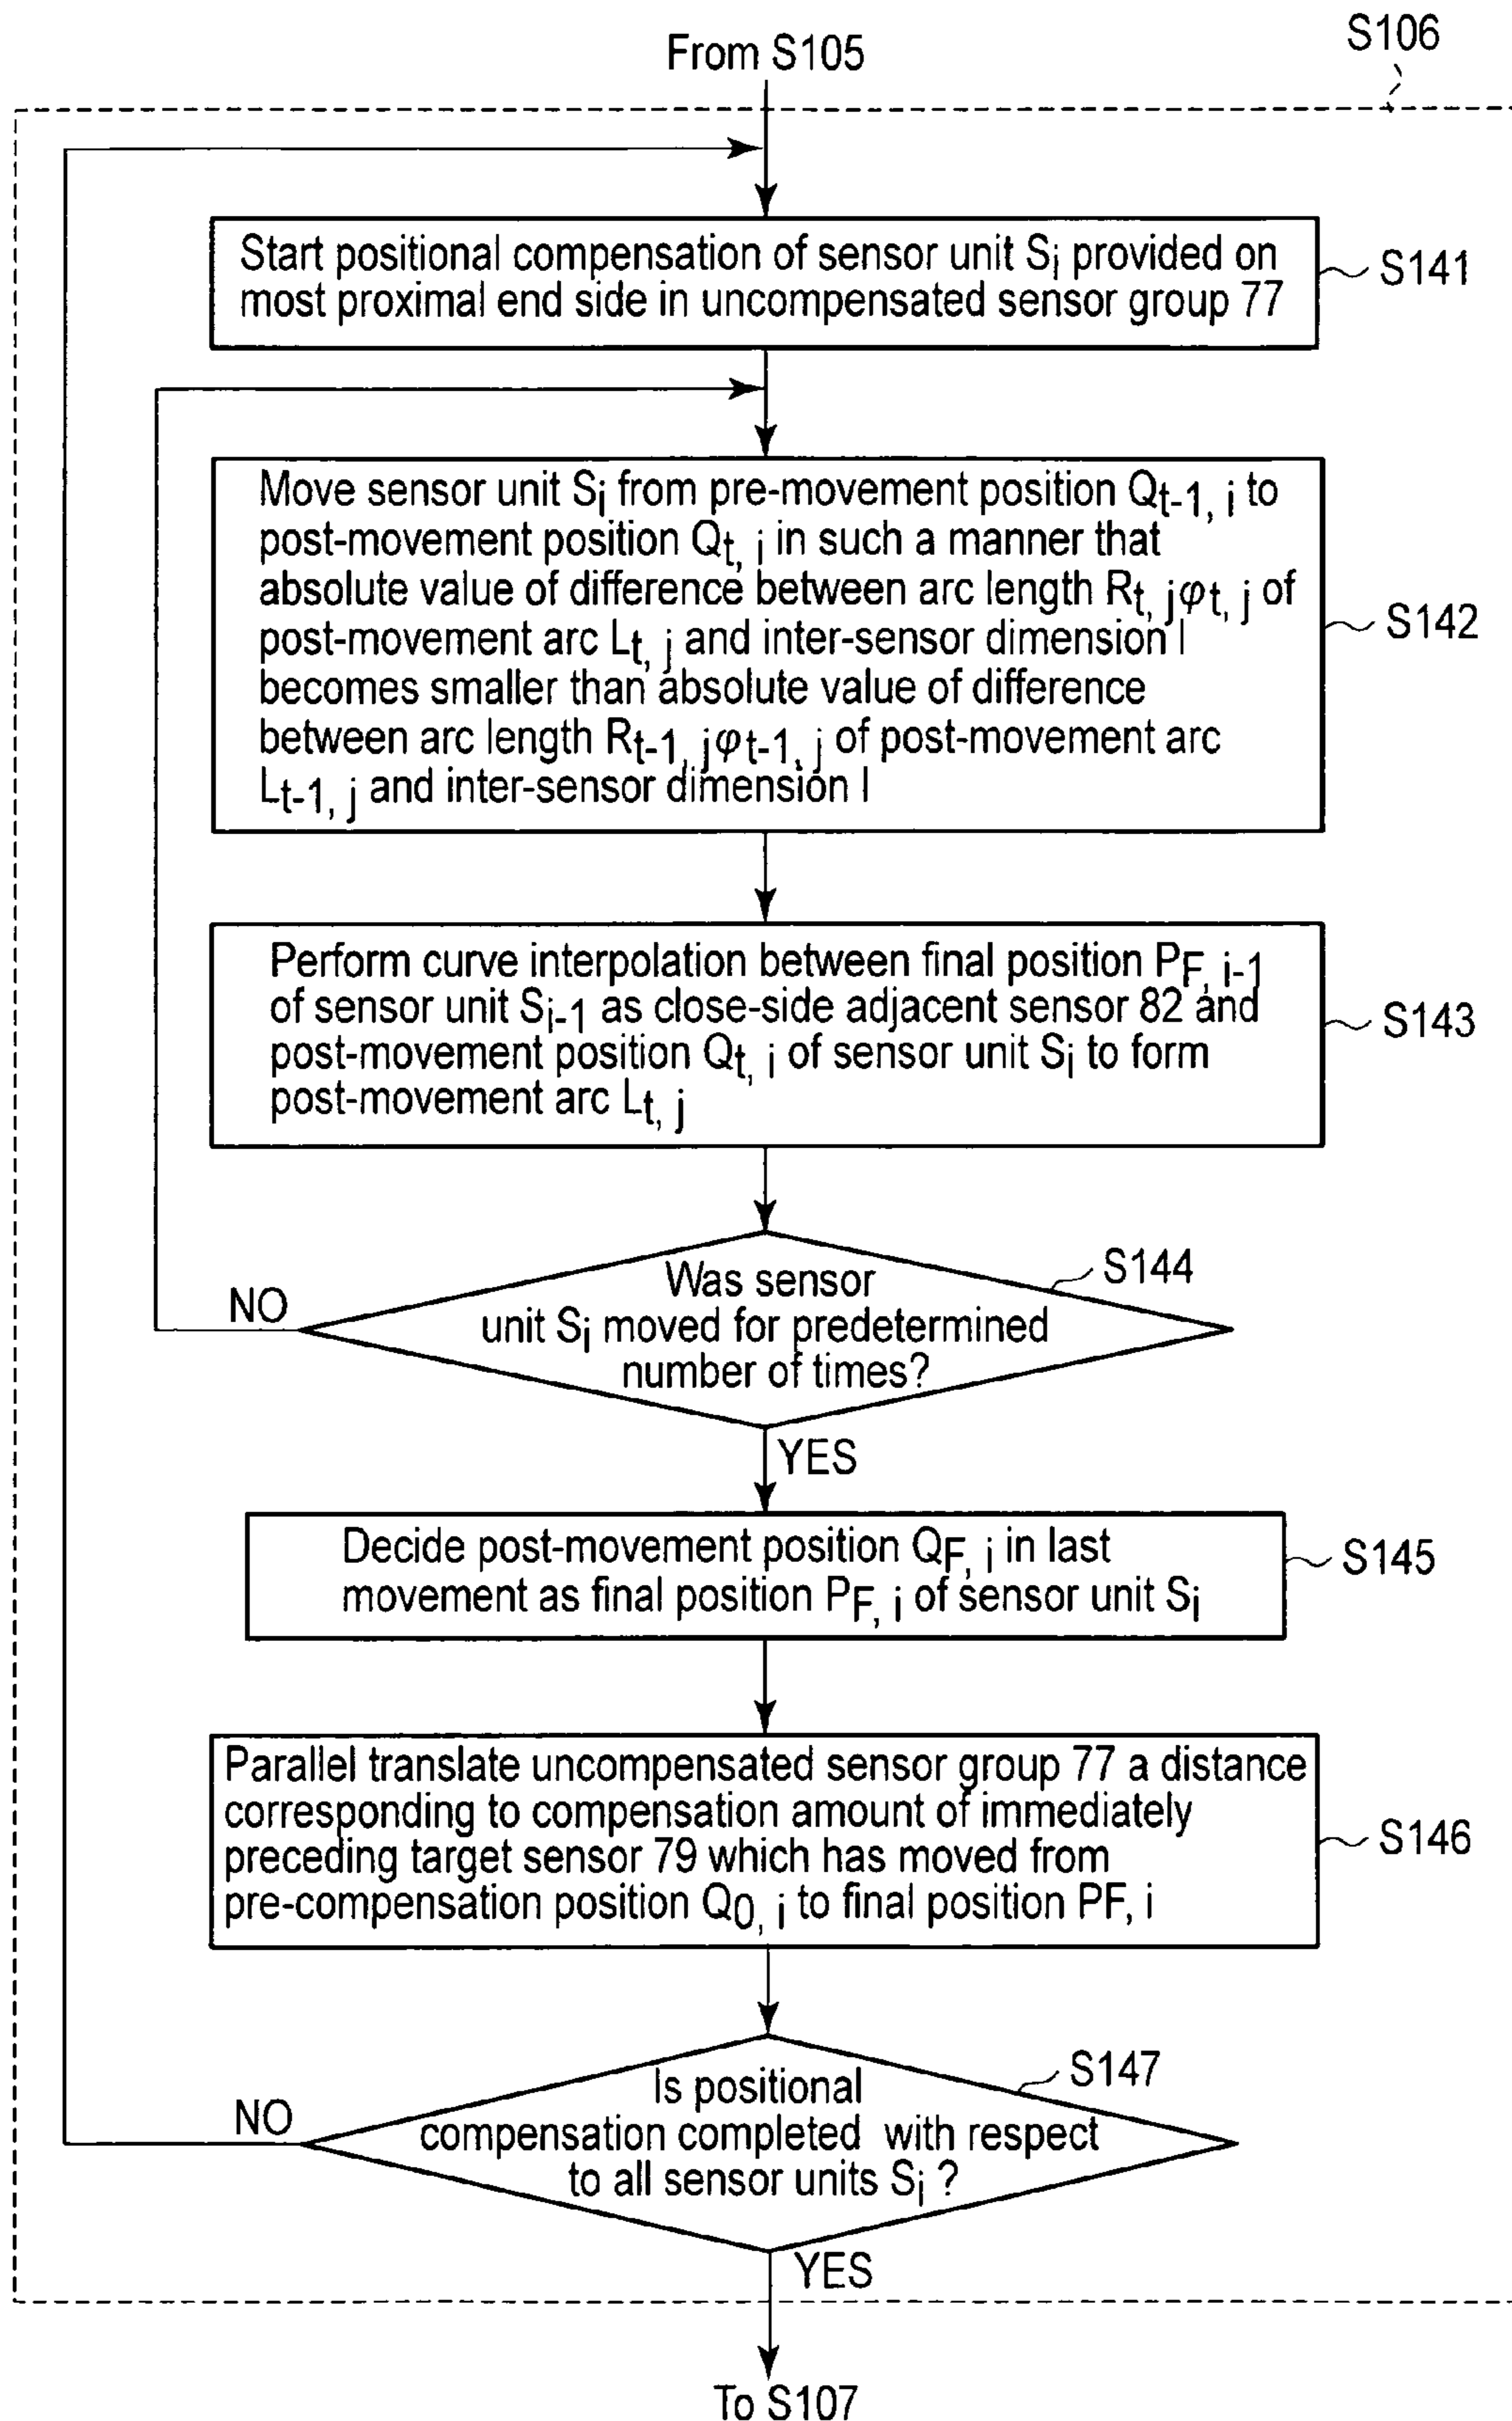 S106
From S105
Start positional compensation of sensor unit Si provided on
most proximal end side in uncompensated sensor group 77
S141
Move sensor unit Si from pre-movement position Qt-1, i to
post-movement position Qt, i in such a manner that
absolute value of difference between arc length Rt, jφt, j of
post-movement arc Lt, j and inter-sensor dimension l
becomes smaller than absolute value of difference
between arc length Rt-1, jφt-1, j of post-movement arc
Lt-1, j and inter-sensor dimension l
S142
Perform curve interpolation between final position PF, i-1
of sensor unit Si-1 as close-side adjacent sensor 82 and
post-movement position Qt, i of sensor unit Si to form
post-movement arc Lt, j
S143
Was sensor
unit Si moved for predetermined
number of times?
S144
NO
YES
Decide post-movement position QF, i in last
movement as final position PF, i of sensor unit Si
S145
Parallel translate uncompensated sensor group 77 a distance
corresponding to compensation amount of immediately
preceding target sensor 79 which has moved from
pre-compensation position Q0, i to final position PF, i
S146
Is positional
compensation completed with respect
to all sensor units Si ?
S147
NO
YES
To S107